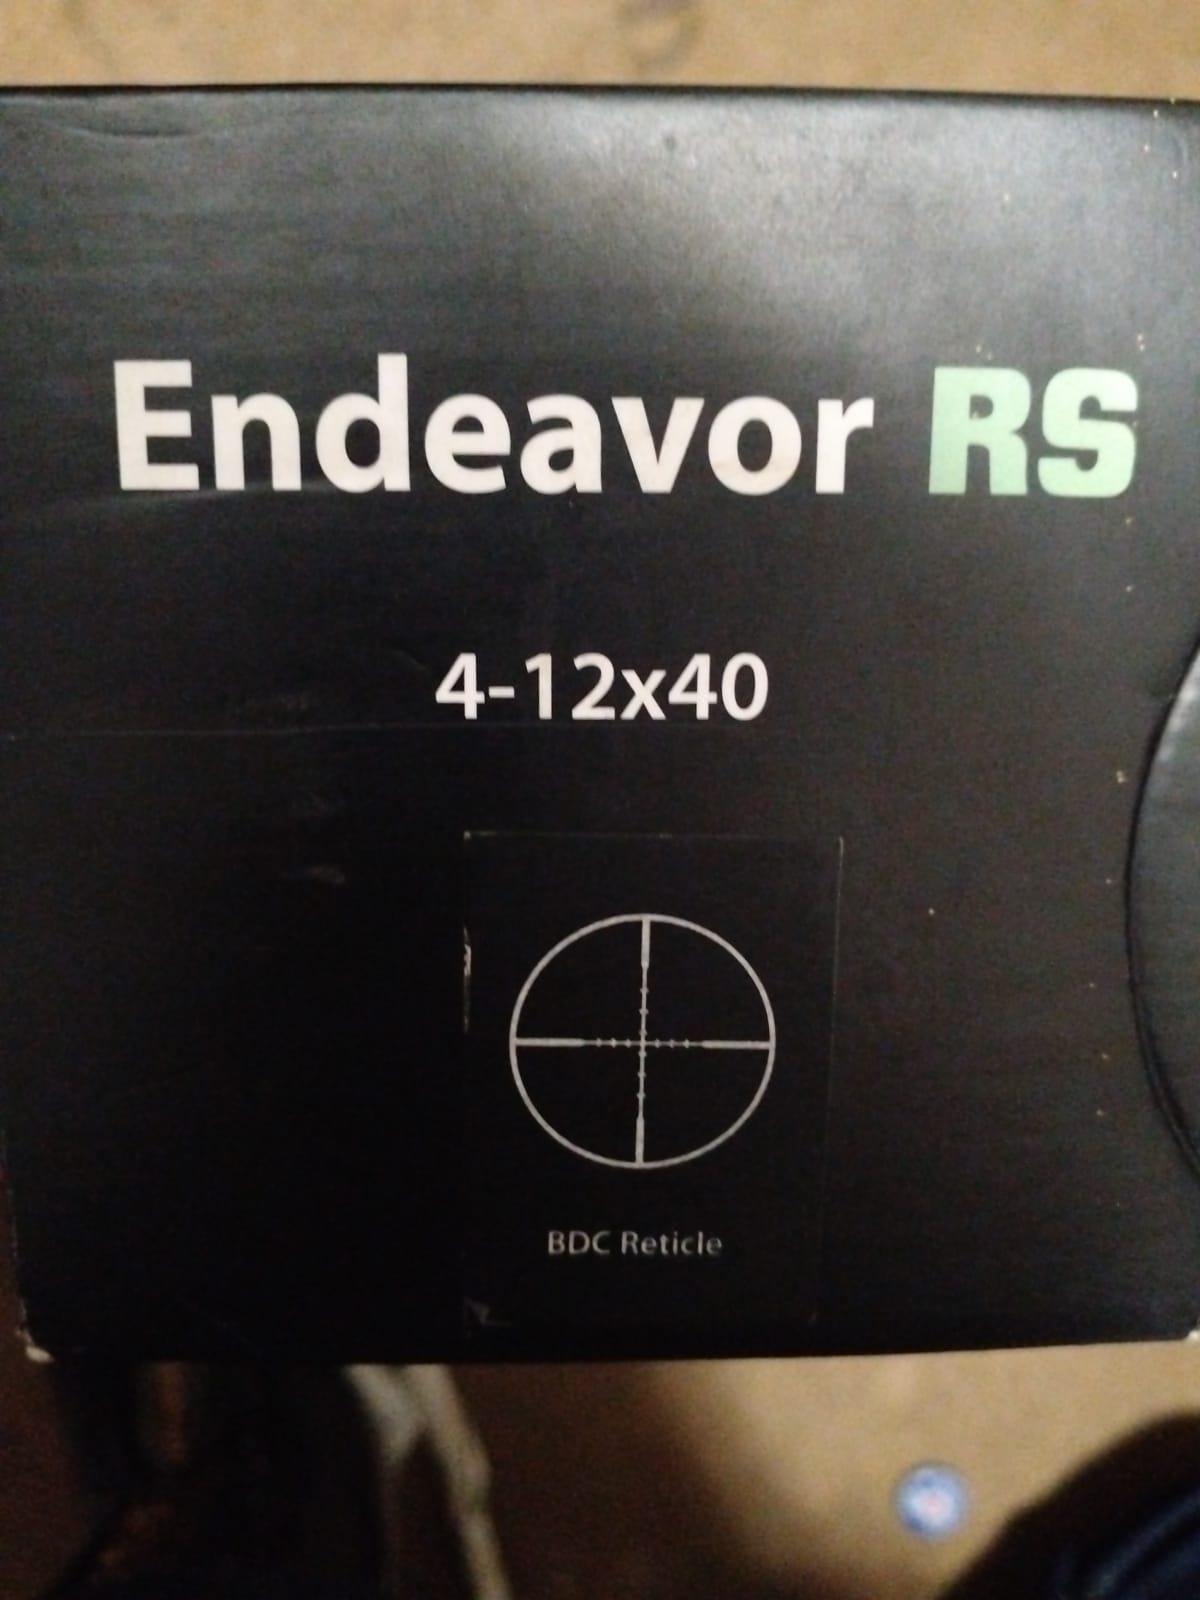 Endeavor RS
4-12x40
BDC Reticle